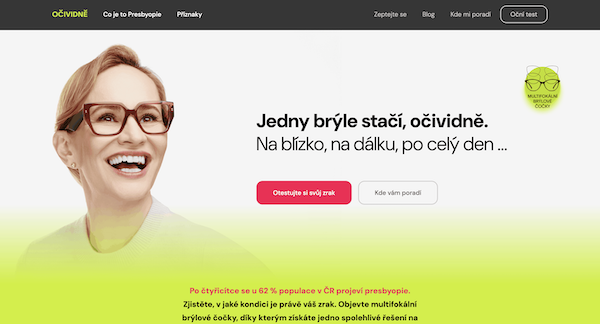 OČIVIDNĚ
Co je to Presbyopie
Příznaky
Zeptejte se
Blog
Kde mi poradí
Oční test
MULTIFOKÁLNÍ
BRÝLOVÉ
ČOČKY
Jedny brýle stačí, očividně.
Na blízko, na dálku, po celý den ...
Otestujte si svůj zrak
Kde vám poradí
Po čtyřicítce se u 62 % populace v ČR projeví presbyopie.
Zjistěte, v jaké kondici je právě váš zrak. Objevte multifokální
brýlové čočky, díky kterým získáte jedno spolehlivé řešení na